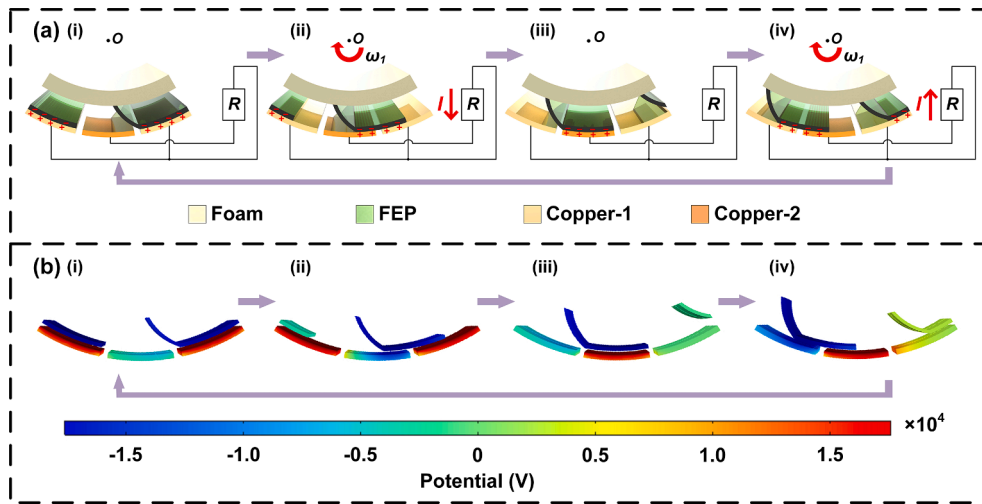 (a) (i) (ii) (iii) (iv)
O O O O
ω1 ω1
R I R R I R
+ + + + + + + +
+ + + +
+ + + +
+ +
Foam FEP Copper-1 Copper-2
(b) (i) (ii) (iii) (iv)
×10⁴
-1.5 -1.0 -0.5 0 0.5 1.0 1.5
Potential (V)